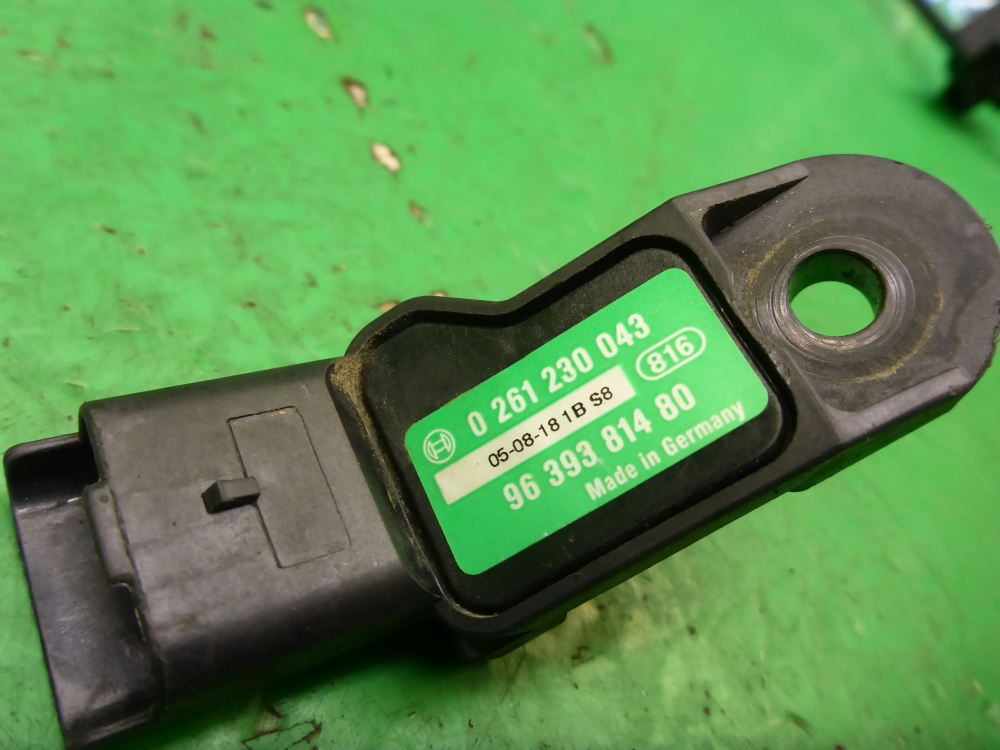 0 261 230 043
816
05-08-18 1B S8
96 393 814 80
Made in Germany